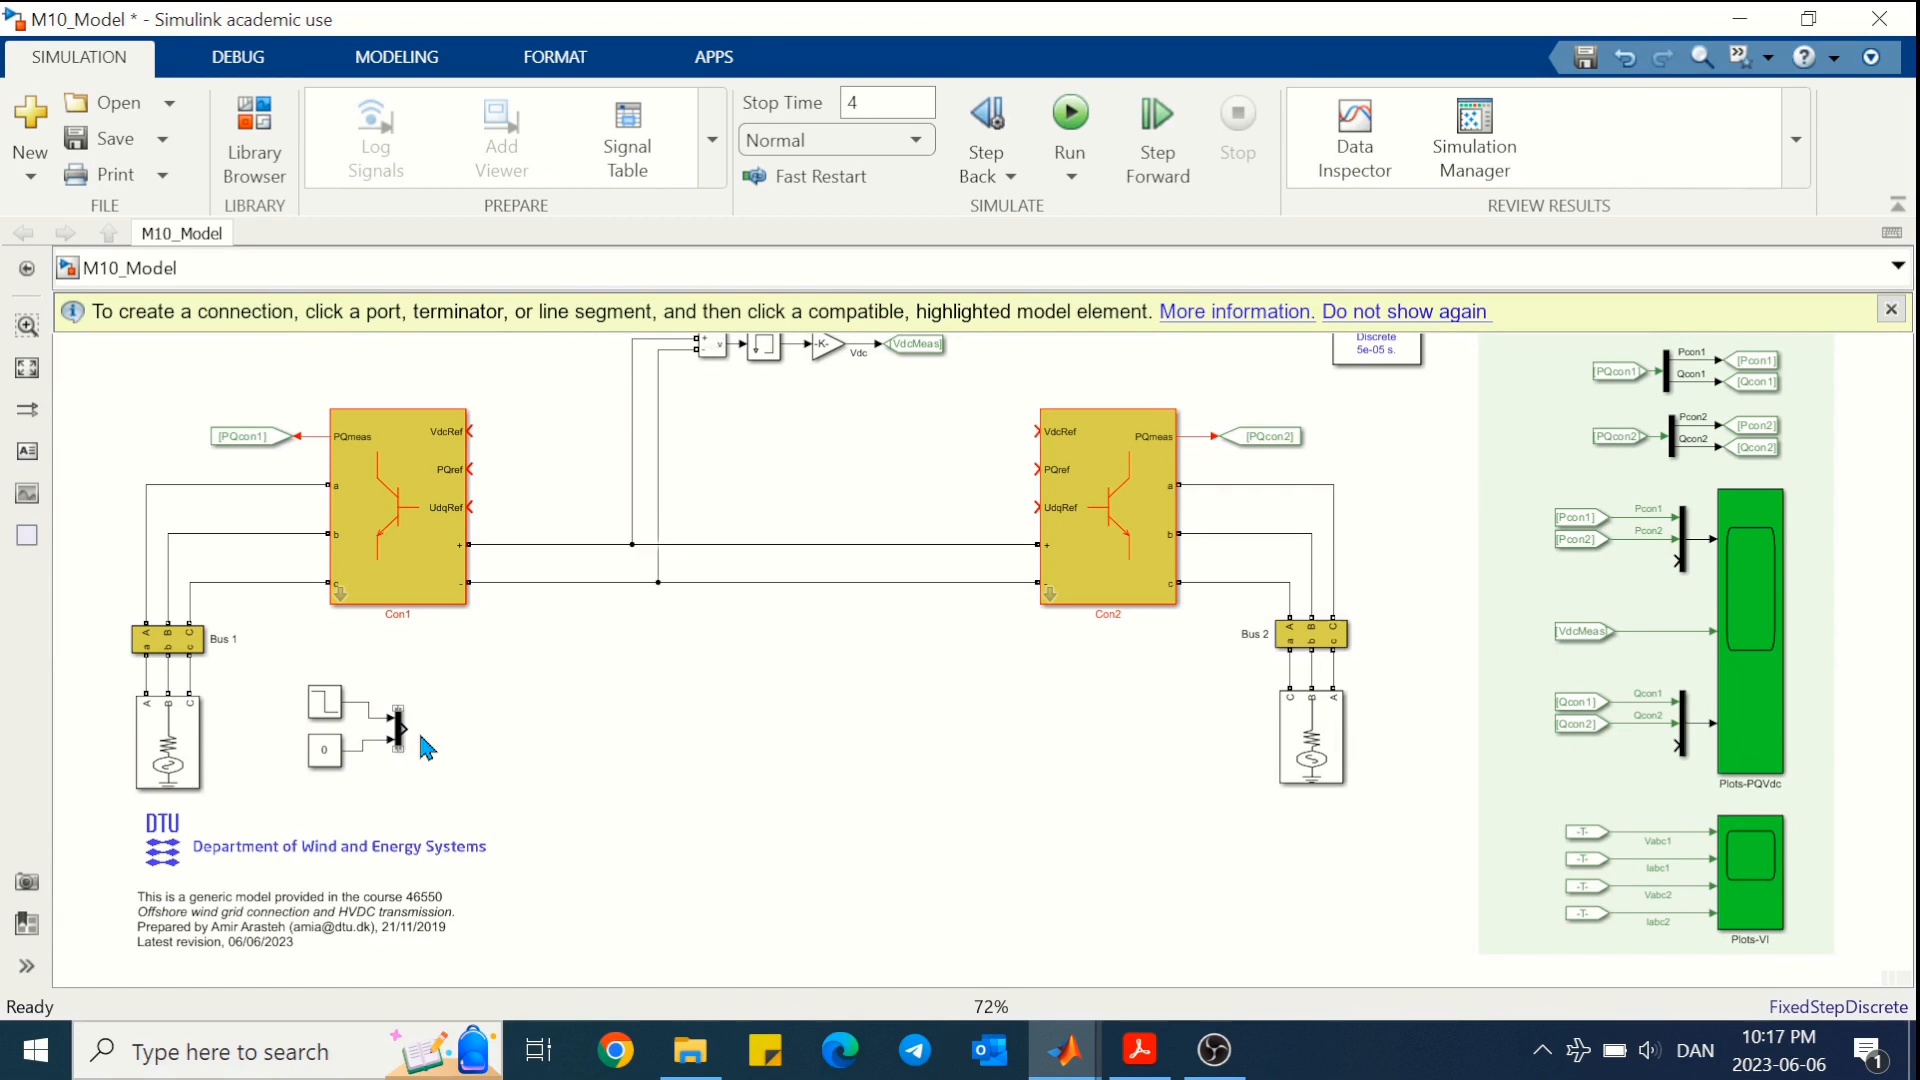 M10_Model * - Simulink academic use
SIMULATION
DEBUG
MODELING
FORMAT
APPS
New
Open
Save
Print
FILE
Library
Browser
LIBRARY
Log
Signals
Add
Viewer
Signal
Table
PREPARE
Stop Time
4
Normal
Fast Restart
Step
Back
Run
Step
Forward
Stop
SIMULATE
Data
Inspector
Simulation
Manager
REVIEW RESULTS
M10_Model
M10_Model
To create a connection, click a port, terminator, or line segment, and then click a compatible, highlighted model element. More information. Do not show again
+
-
v
-K-
Vdc
[VdcMeas]
Discrete
5e-05 s.
[PQcon1]
Pcon1
Qcon1
[Pcon1]
[Qcon1]
[PQcon2]
Pcon2
Qcon2
[Pcon2]
[Qcon2]
[PQcon1]
PQmeas
VdcRef
PQref
UdqRef
a
b
c
+
-
Con1
VdcRef
PQref
UdqRef
PQmeas
a
b
c
+
-
Con2
[PQcon2]
[Pcon1]
Pcon1
[Pcon2]
Pcon2
[VdcMeas]
[Qcon1]
Qcon1
[Qcon2]
Qcon2
Plots-PQVdc
A B C
a b c
Bus 1
A B C
Bus 2
A B C
a b c
C B A
0
-T-
Vabc1
-T-
Iabc1
-T-
Vabc2
-T-
Iabc2
Plots-VI
DTU
Department of Wind and Energy Systems
This is a generic model provided in the course 46550
Offshore wind grid connection and HVDC transmission.
Prepared by Amir Arasteh (amia@dtu.dk), 21/11/2019
Latest revision, 06/06/2023
Ready
72%
FixedStepDiscrete
Type here to search
DAN
10:17 PM
2023-06-06
1